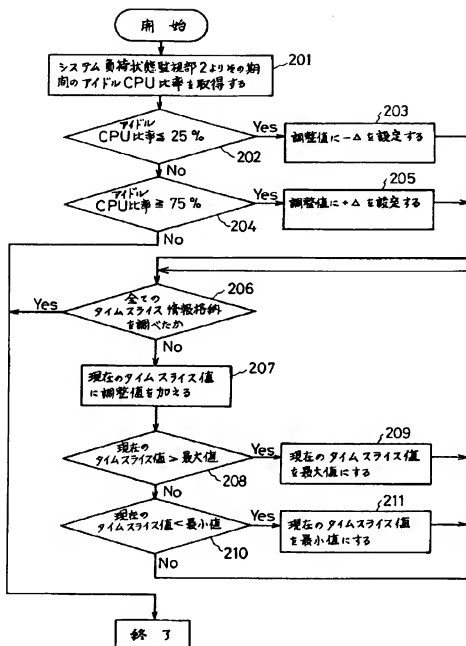 開始
201
システム負荷状態監視部2よりその期
間のアイドルCPU比率を取得する
アイドル
CPU比率≦25%
202
Yes
203
調整値に-△を設定する
No
アイドル
CPU比率≧75%
204
Yes
205
調整値に+△を設定する
No
206
Yes
全ての
タイムスライス情報格納
を調べたか
No
207
現在のタイムスライス値
に調整値を加える
現在の
タイムスライス値>最大値
208
Yes
209
現在のタイムスライス値
を最大値にする
No
現在の
タイムスライス値<最小値
210
Yes
211
現在のタイムスライス値
を最小値にする
No
終了